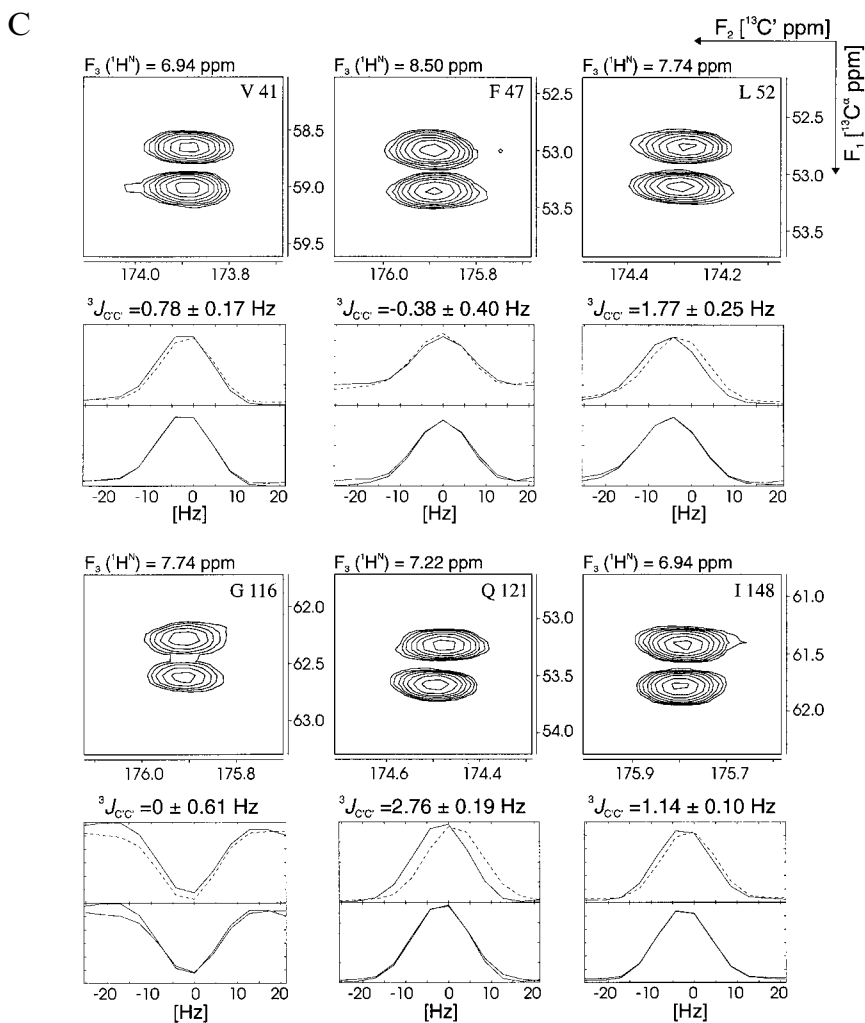 C
F₂ [¹³C' ppm]
F₁ [¹³Cᵅ ppm]
F₃ (¹Hᴺ) = 6.94 ppm
V 41
58.5
59.0
59.5
174.0 173.8
³J_C'C' =0.78 ± 0.17 Hz
-20 -10 0 10 20
[Hz]
F₃ (¹Hᴺ) = 8.50 ppm
F 47
52.5
53.0
53.5
176.0 175.8
³J_C'C' =-0.38 ± 0.40 Hz
-20 -10 0 10 20
[Hz]
F₃ (¹Hᴺ) = 7.74 ppm
L 52
52.5
53.0
53.5
174.4 174.2
³J_C'C' =1.77 ± 0.25 Hz
-20 -10 0 10 20
[Hz]
F₃ (¹Hᴺ) = 7.74 ppm
G 116
62.0
62.5
63.0
176.0 175.8
³J_C'C' =0 ± 0.61 Hz
-20 -10 0 10 20
[Hz]
F₃ (¹Hᴺ) = 7.22 ppm
Q 121
53.0
53.5
54.0
174.6 174.4
³J_C'C' =2.76 ± 0.19 Hz
-20 -10 0 10 20
[Hz]
F₃ (¹Hᴺ) = 6.94 ppm
I 148
61.0
61.5
62.0
175.9 175.7
³J_C'C' =1.14 ± 0.10 Hz
-20 -10 0 10 20
[Hz]